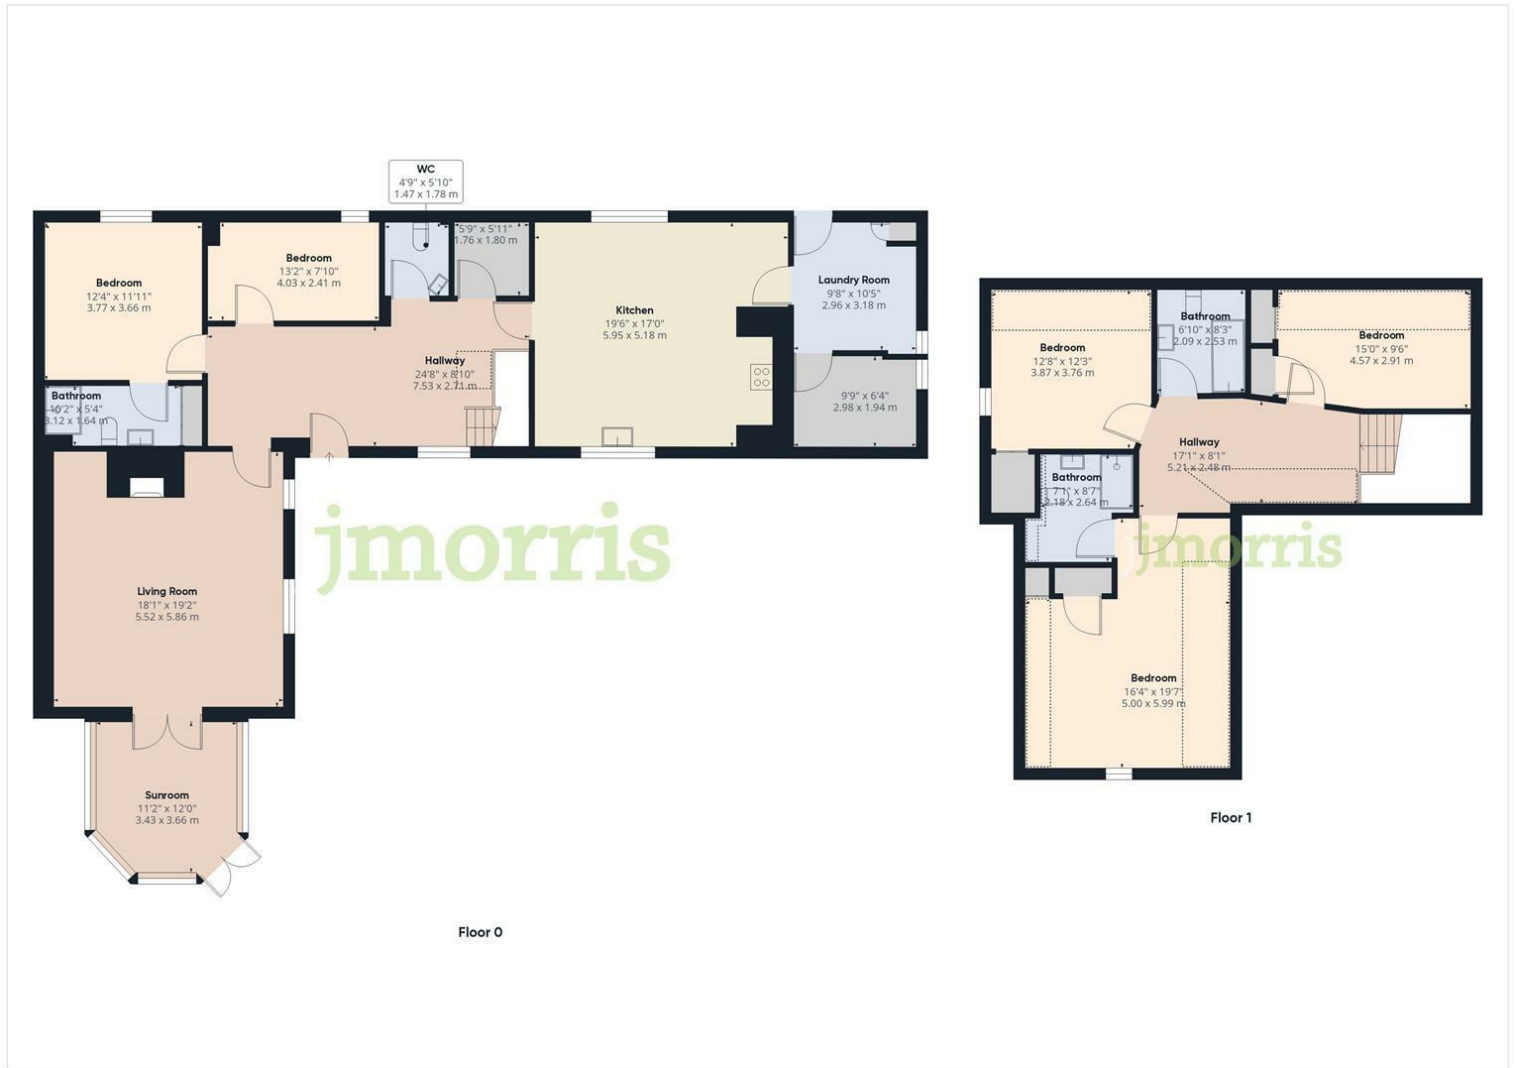 WC
4'9" x 5'10"
1.47 x 1.78 m
Bedroom
12'4" x 11'11"
3.77 x 3.66 m
Bedroom
13'2" x 7'10"
4.03 x 2.41 m
5'9" x 5'11"
1.76 x 1.80 m
Kitchen
19'6" x 17'0"
5.95 x 5.18 m
Laundry Room
9'8" x 10'5"
2.96 x 3.18 m
Hallway
24'8" x 8'10"
7.53 x 2.71 m
Bathroom
10'2" x 5'4"
3.12 x 1.64 m
9'9" x 6'4"
2.98 x 1.94 m
jmorris
Living Room
18'1" x 19'2"
5.52 x 5.86 m
Sunroom
11'2" x 12'0"
3.43 x 3.66 m
Floor 0
Bedroom
12'8" x 12'3"
3.87 x 3.76 m
Bathroom
6'10" x 8'3"
2.09 x 2.53 m
Bedroom
15'0" x 9'6"
4.57 x 2.91 m
Hallway
17'1" x 8'1"
5.21 x 2.48 m
Bathroom
7'1" x 8'7"
2.18 x 2.64 m
jmorris
Bedroom
16'4" x 19'7"
5.00 x 5.99 m
Floor 1